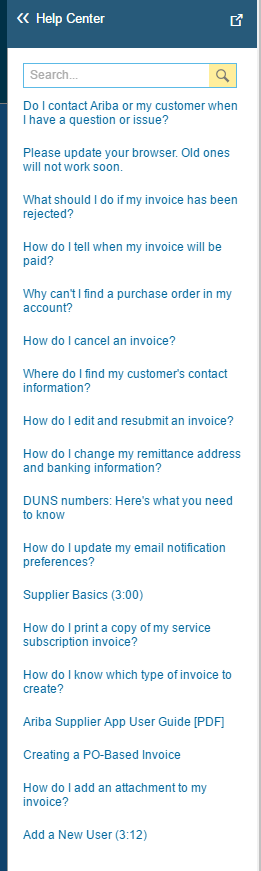 Help Center
Search...
Do I contact Ariba or my customer when
I have a question or issue?
Please update your browser. Old ones
will not work soon.
What should I do if my invoice has been
rejected?
How do I tell when my invoice will be
paid?
Why can't I find a purchase order in my
account?
How do I cancel an invoice?
Where do I find my customer's contact
information?
How do I edit and resubmit an invoice?
How do I change my remittance address
and banking information?
DUNS numbers: Here's what you need
to know
How do I update my email notification
preferences?
Supplier Basics (3:00)
How do I print a copy of my service
subscription invoice?
How do I know which type of invoice to
create?
Ariba Supplier App User Guide [PDF]
Creating a PO-Based Invoice
How do I add an attachment to my
invoice?
Add a New User (3:12)